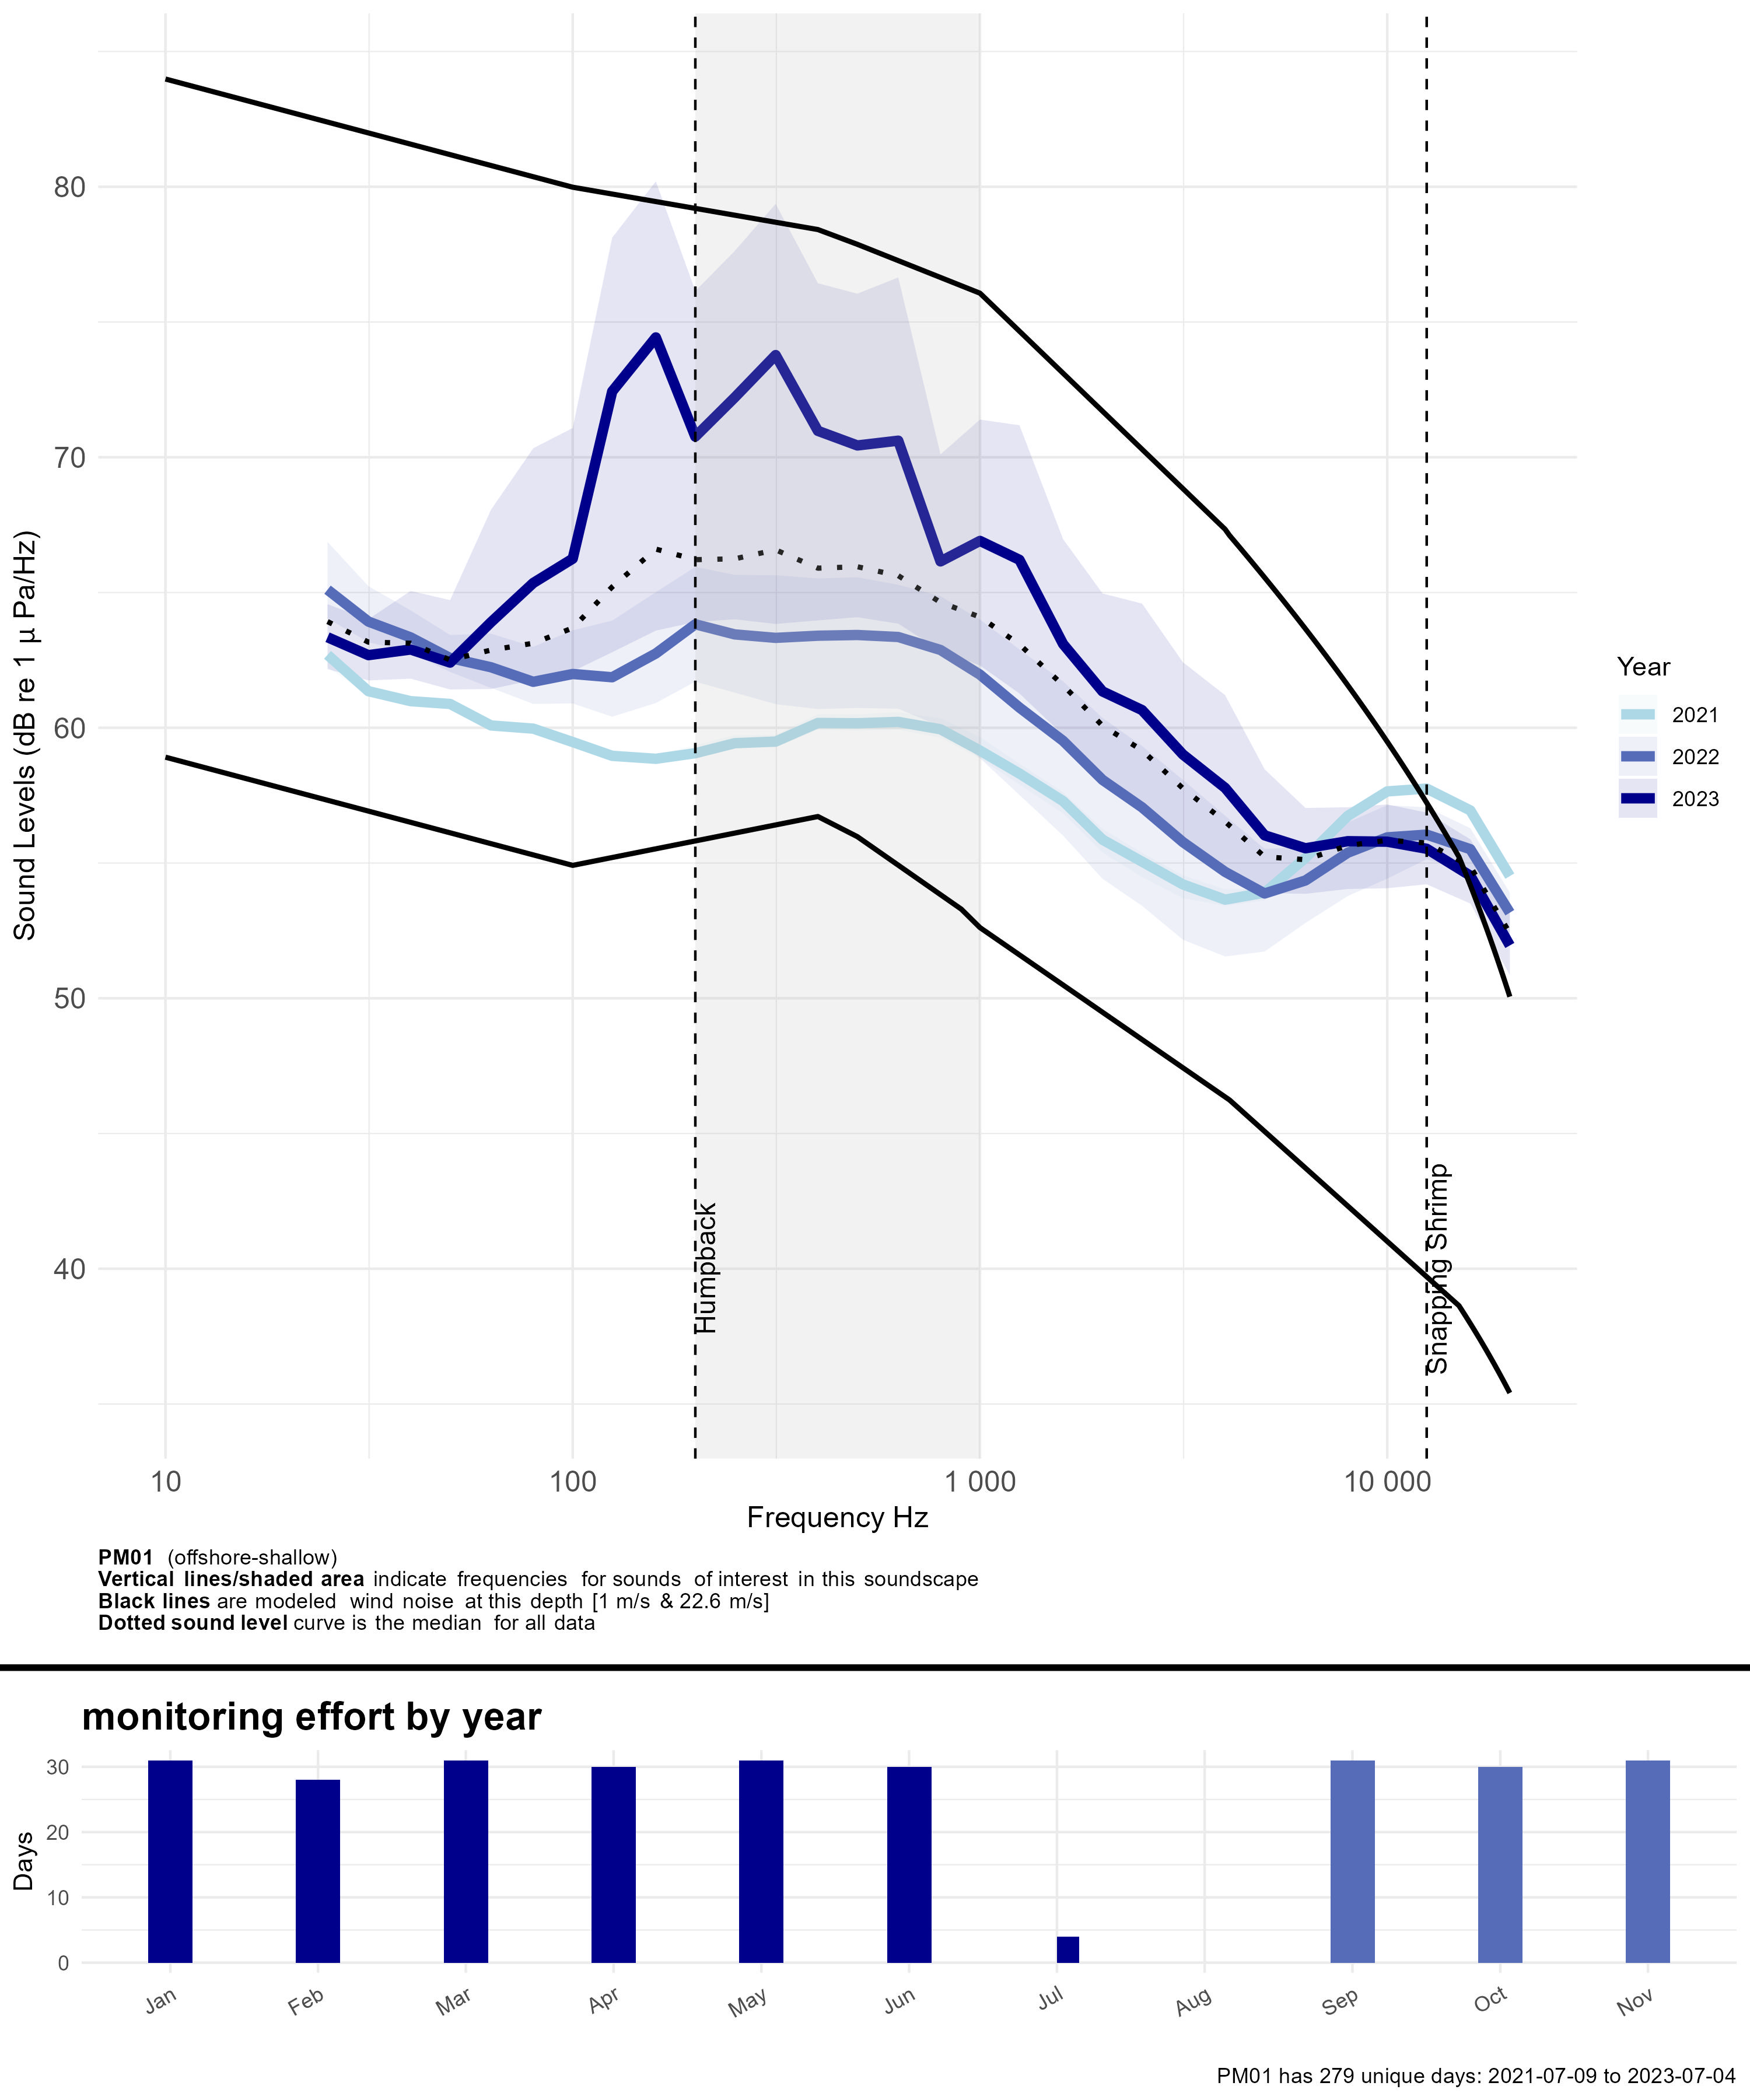 80
70
60
50
40
Sound Levels (dB re 1 µ Pa/Hz)
Humpback
Snapping Shrimp
Year
2021
2022
2023
10
100
1 000
10 000
Frequency Hz
PM01 (offshore-shallow)
Vertical lines/shaded area indicate frequencies for sounds of interest in this soundscape
Black lines are modeled wind noise at this depth [1 m/s & 22.6 m/s]
Dotted sound level curve is the median for all data
monitoring effort by year
30
20
10
0
Days
Jan
Feb
Mar
Apr
May
Jun
Jul
Aug
Sep
Oct
Nov
PM01 has 279 unique days: 2021-07-09 to 2023-07-04